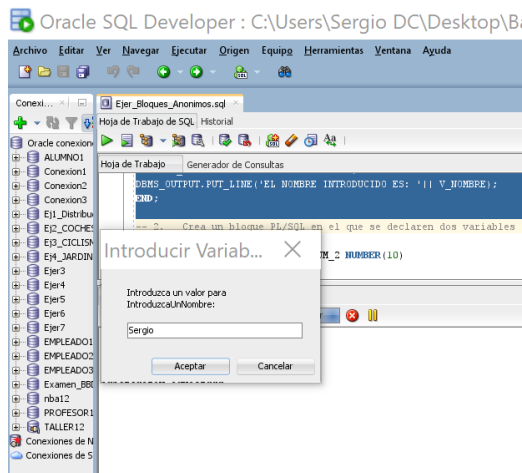 Oracle SQL Developer : C:\Users\Sergio DC\Desktop\Ba
Archivo Editar Ver Navegar Ejecutar Origen Equipo Herramientas Ventana Ayuda
Conexi...
Ejer_Bloques_Anonimos.sql
Hoja de Trabajo de SQL Historial
Hoja de Trabajo Generador de Consultas
Oracle conexion
ALUMNO1
Conexion1
Conexion2
Conexion3
Ej1_Distribu
Ej2_COCHES
Ej3_CICLISM
Ej4_JARDIN
Ejer3
Ejer4
Ejer5
Ejer6
Ejer7
EMPLEADO1
EMPLEADO2
EMPLEADO3
Examen_BBD
nba12
PROFESOR1
TALLER12
Conexiones de N
Conexiones de S
DBMS_OUTPUT.PUT_LINE('EL NOMBRE INTRODUCIDO ES: '|| V_NOMBRE);
END;
-- 2. Crea un bloque PL/SQL en el que se declaren dos variables
M_2 NUMBER(10)
Introducir Variab...
Introduzca un valor para
IntroduzcaUnNombre:
Sergio
Aceptar Cancelar